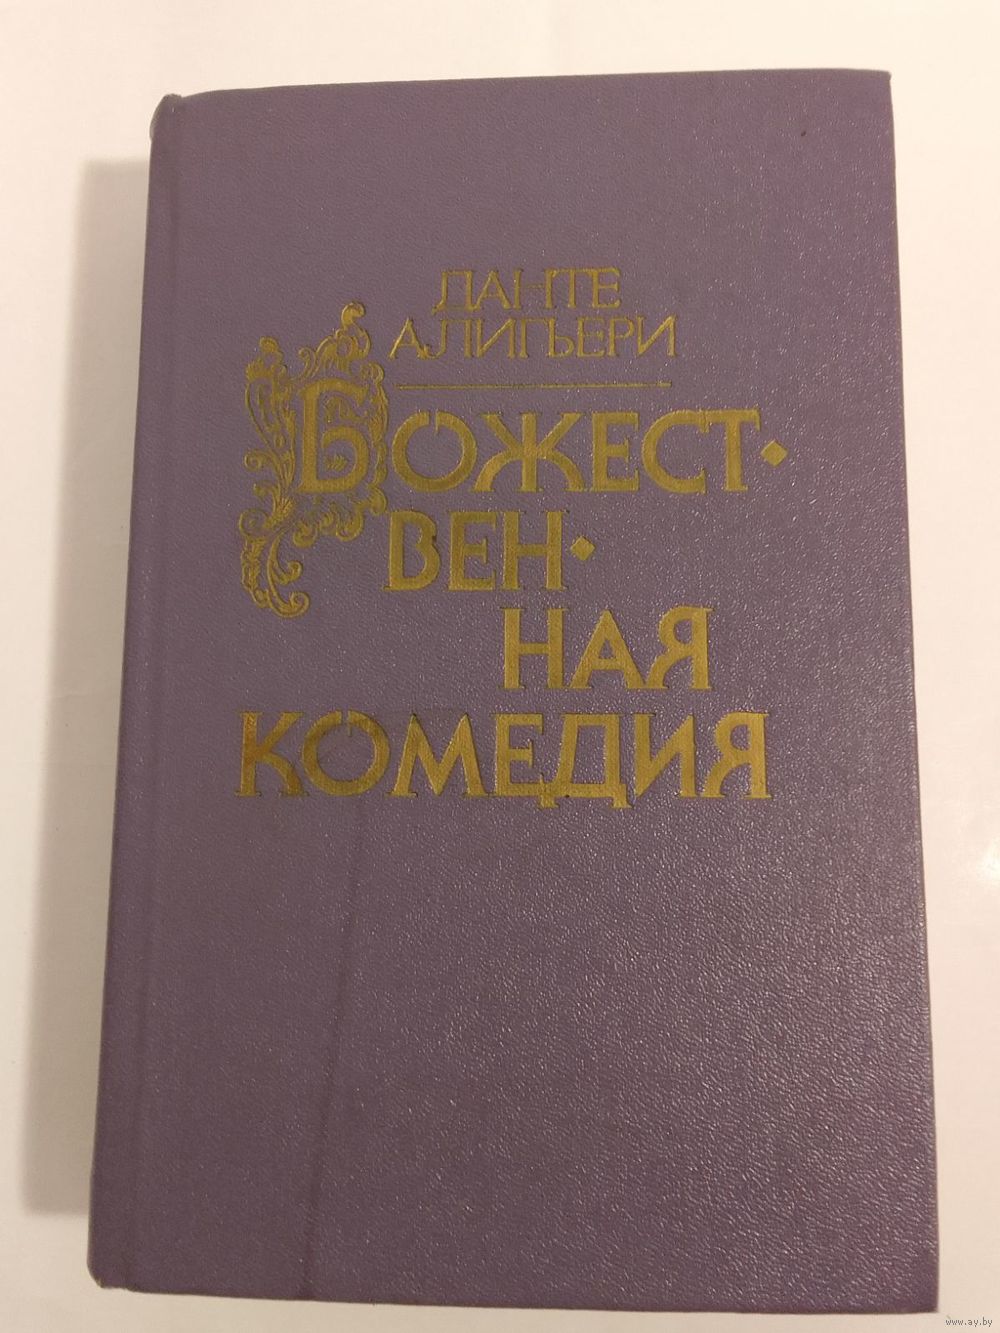 ДАНТЕ
АЛИГЬЕРИ
БОЖЕСТ·
ВЕН·
НАЯ
КОМЕДИЯ
www.ay.by